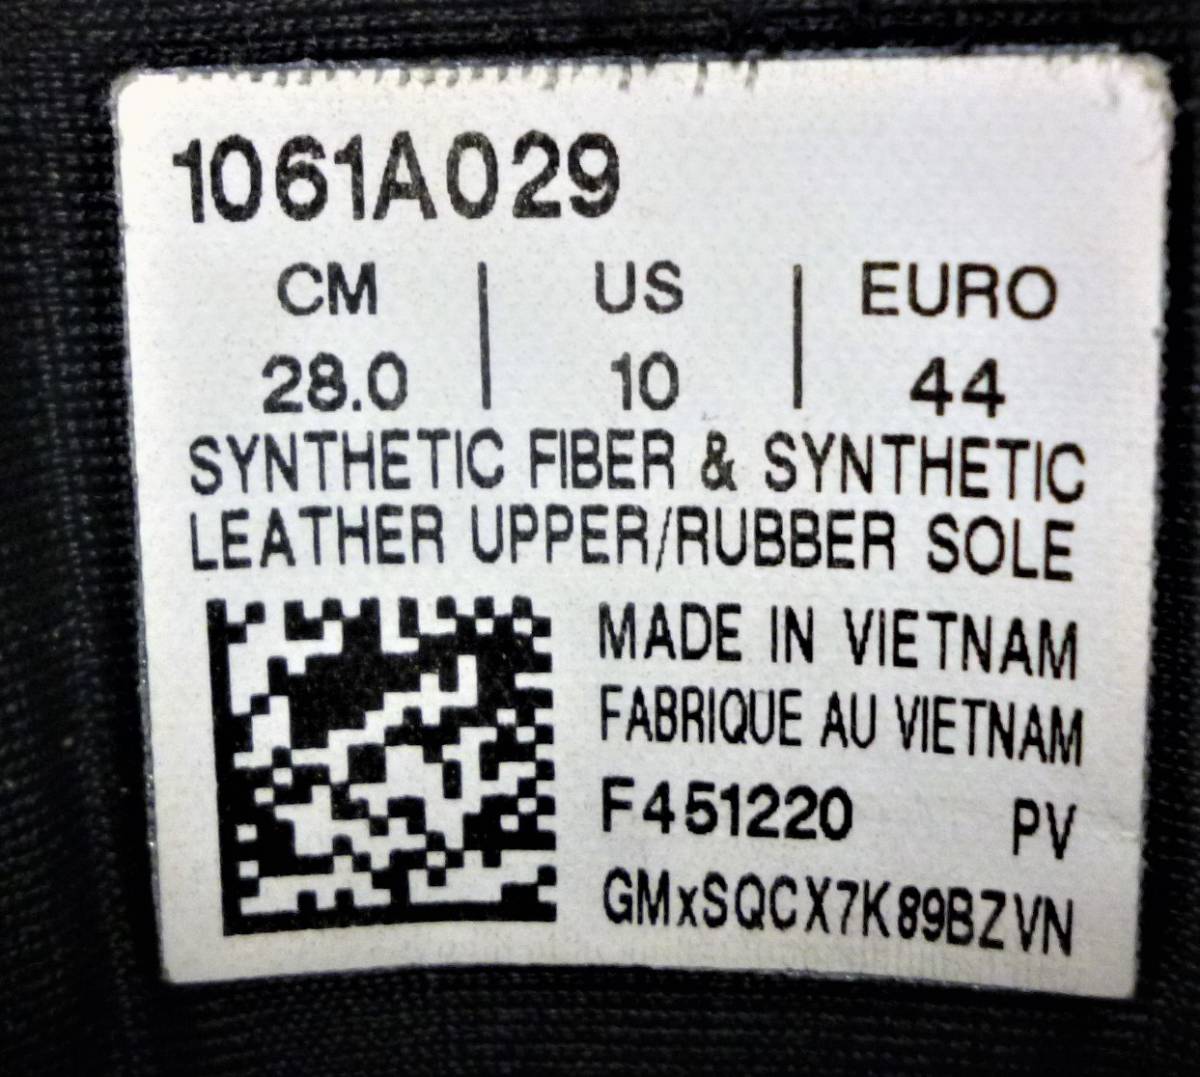 1061A029
CM | US | EURO
28.0 | 10 | 44
SYNTHETIC FIBER & SYNTHETIC
LEATHER UPPER/RUBBER SOLE
MADE IN VIETNAM
FABRIQUE AU VIETNAM
F451220 PV
GMxSQCX7K89BZVN